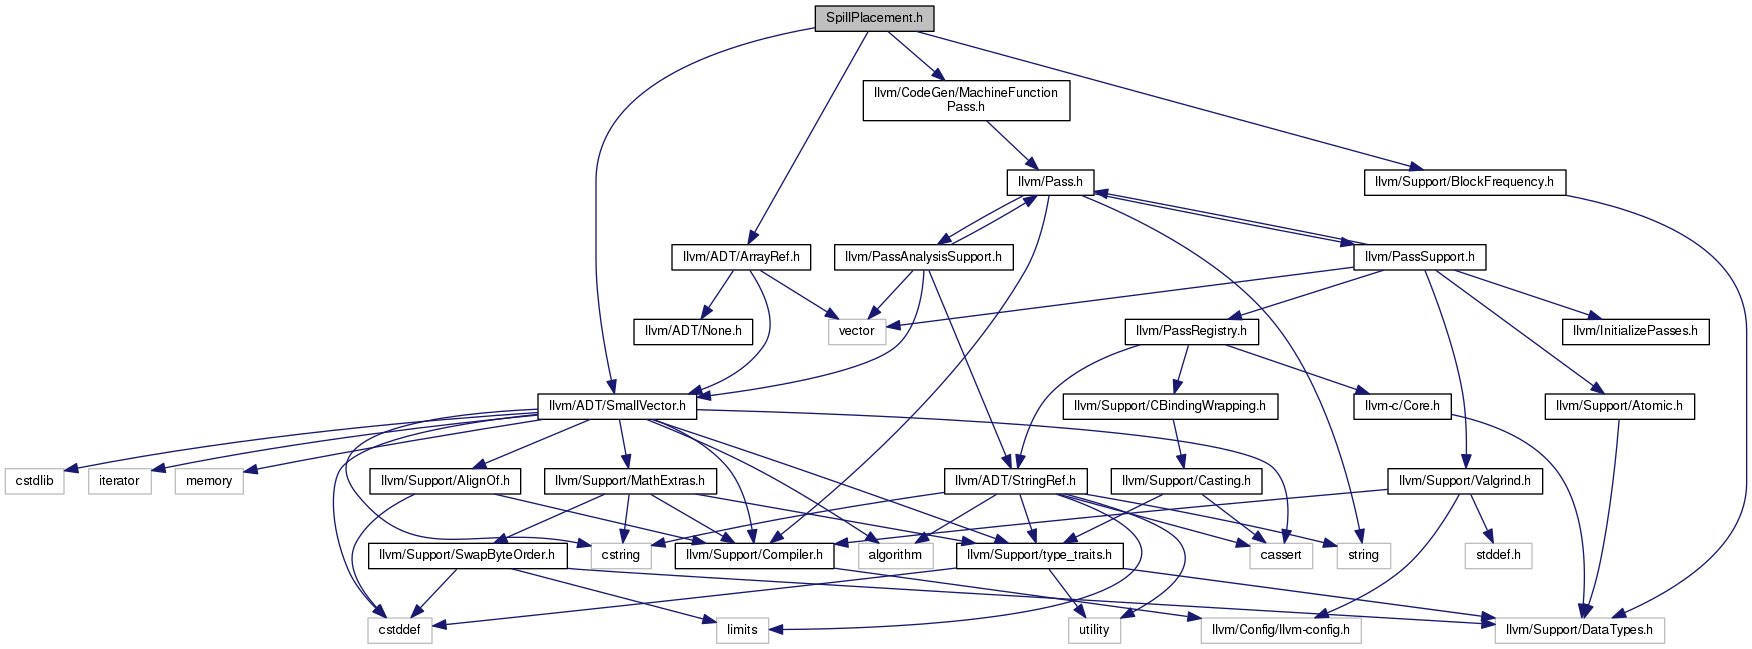 SpillPlacement.h
llvm/CodeGen/MachineFunction
Pass.h
llvm/Pass.h
llvm/Support/BlockFrequency.h
llvm/ADT/ArrayRef.h
llvm/PassAnalysisSupport.h
llvm/PassSupport.h
llvm/ADT/None.h
vector
llvm/PassRegistry.h
llvm/InitializePasses.h
llvm/ADT/SmallVector.h
llvm/Support/CBindingWrapping.h
llvm-c/Core.h
llvm/Support/Atomic.h
cstdlib
iterator
memory
llvm/Support/AlignOf.h
llvm/Support/MathExtras.h
llvm/ADT/StringRef.h
llvm/Support/Casting.h
llvm/Support/Valgrind.h
llvm/Support/SwapByteOrder.h
cstring
llvm/Support/Compiler.h
algorithm
llvm/Support/type_traits.h
cassert
string
stddef.h
cstddef
limits
utility
llvm/Config/llvm-config.h
llvm/Support/DataTypes.h